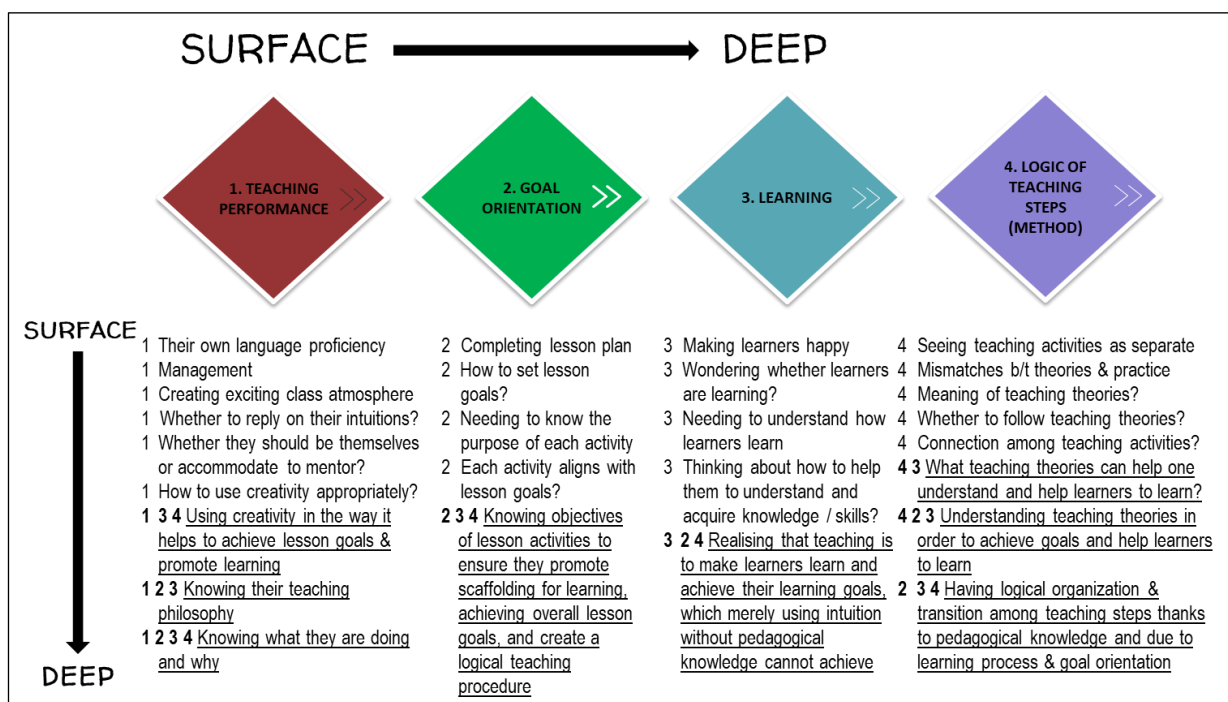 SURFACE
DEEP
1. TEACHING
PERFORMANCE
2. GOAL
ORIENTATION
3. LEARNING
4. LOGIC OF
TEACHING
STEPS
(METHOD)
SURFACE
DEEP
1 Their own language proficiency
1 Management
1 Creating exciting class atmosphere
1 Whether to reply on their intuitions?
1 Whether they should be themselves
or accommodate to mentor?
1 How to use creativity appropriately?
1 3 4 Using creativity in the way it
helps to achieve lesson goals &
promote learning
1 2 3 Knowing their teaching
philosophy
1 2 3 4 Knowing what they are doing
and why
2 Completing lesson plan
2 How to set lesson
goals?
2 Needing to know the
purpose of each activity
2 Each activity aligns with
lesson goals?
2 3 4 Knowing objectives
of lesson activities to
ensure they promote
scaffolding for learning,
achieving overall lesson
goals, and create a
logical teaching
procedure
3 Making learners happy
3 Wondering whether learners
are learning?
3 Needing to understand how
learners learn
3 Thinking about how to help
them to understand and
acquire knowledge / skills?
3 2 4 Realising that teaching is
to make learners learn and
achieve their learning goals,
which merely using intuition
without pedagogical
knowledge cannot achieve
4 Seeing teaching activities as separate
4 Mismatches b/t theories & practice
4 Meaning of teaching theories?
4 Whether to follow teaching theories?
4 Connection among teaching activities?
4 3 What teaching theories can help one
understand and help learners to learn?
4 2 3 Understanding teaching theories in
order to achieve goals and help learners
to learn
2 3 4 Having logical organization &
transition among teaching steps thanks
to pedagogical knowledge and due to
learning process & goal orientation